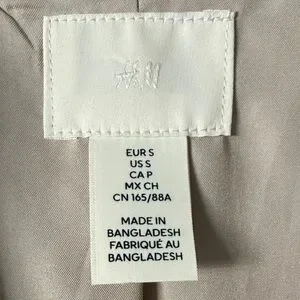 H&M
EUR S
US S
CA P
MX CH
CN 165/88A
MADE IN
BANGLADESH
FABRIQUÉ AU
BANGLADESH